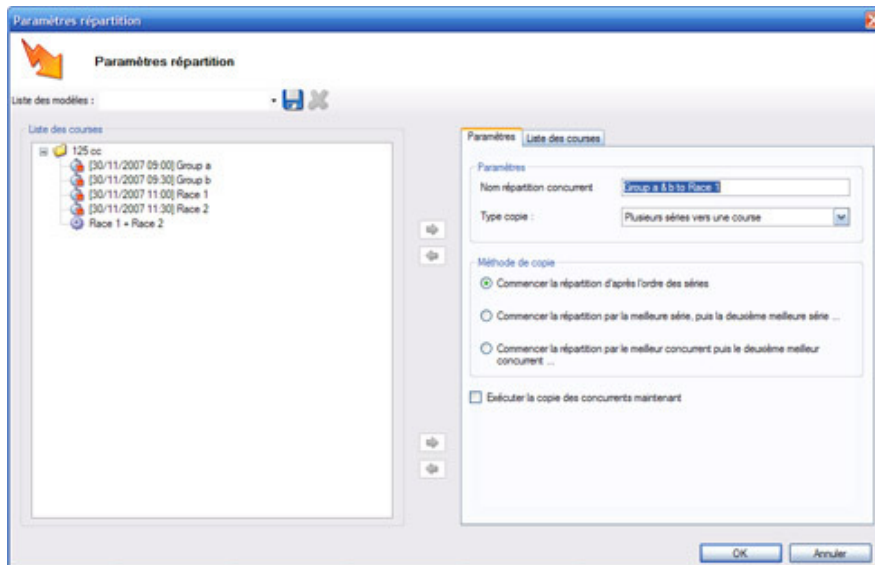 Paramètres répartition
Paramètres répartition
Liste des modèles :
Liste des courses
125 cc
[30/11/2007 09:00] Group a
[30/11/2007 09:30] Group b
[30/11/2007 11:00] Race 1
[30/11/2007 11:30] Race 2
Race 1 + Race 2
Paramètres
Liste des courses
Paramètres
Nom répartition concurrent
Group a & b to Race 1
Type copie :
Plusieurs séries vers une course
Méthode de copie
Commencer la répartition d'après l'ordre des séries
Commencer la répartition par la meilleure série, puis la deuxième meilleure série ...
Commencer la répartition par le meilleur concurrent puis le deuxième meilleur
concurrent ...
Exécuter la copie des concurrents maintenant
OK
Annuler